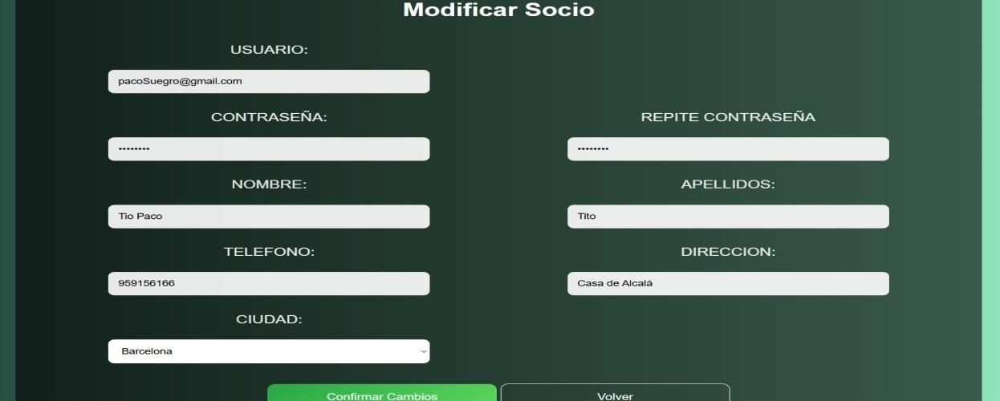 Modificar Socio
USUARIO:
pacoSuegro@gmail.com
CONTRASEÑA:
REPITE CONTRASEÑA
••••••••
••••••••
NOMBRE:
APELLIDOS:
Tio Paco
Tito
TELEFONO:
DIRECCION:
959156166
Casa de Alcalá
CIUDAD:
Barcelona
Confirmar Cambios
Volver